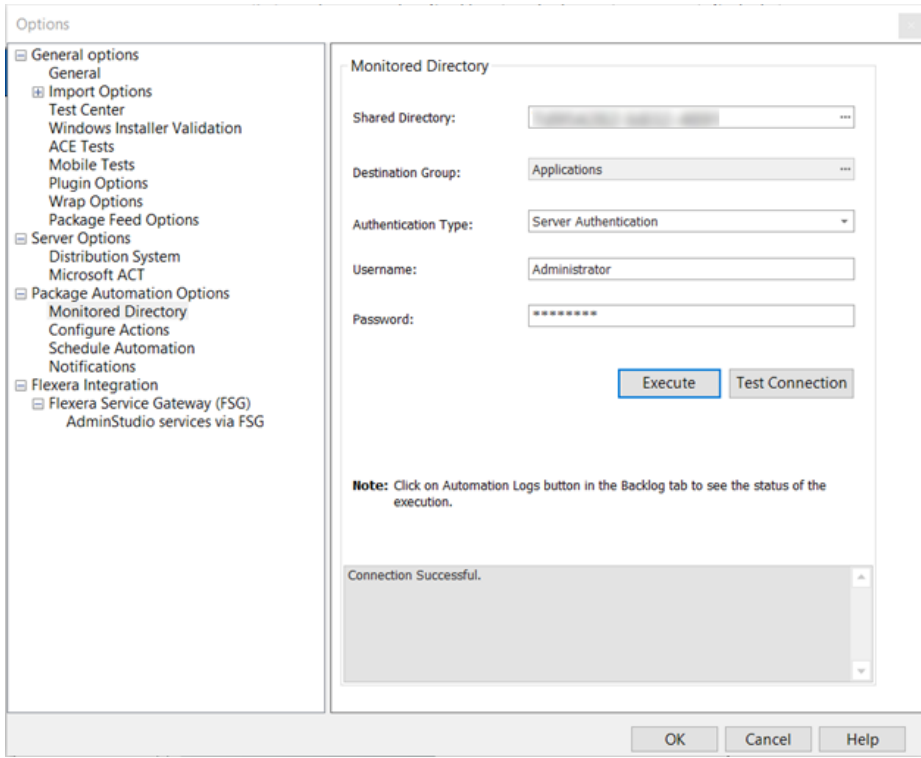 Options
General options
General
Import Options
Test Center
Windows Installer Validation
ACE Tests
Mobile Tests
Plugin Options
Wrap Options
Package Feed Options
Server Options
Distribution System
Microsoft ACT
Package Automation Options
Monitored Directory
Configure Actions
Schedule Automation
Notifications
Flexera Integration
Flexera Service Gateway (FSG)
AdminStudio services via FSG
Monitored Directory
Shared Directory:
...
Destination Group:
Applications
...
Authentication Type:
Server Authentication
Username:
Administrator
Password:
********
Execute
Test Connection
Note: Click on Automation Logs button in the Backlog tab to see the status of the
execution.
Connection Successful.
OK
Cancel
Help